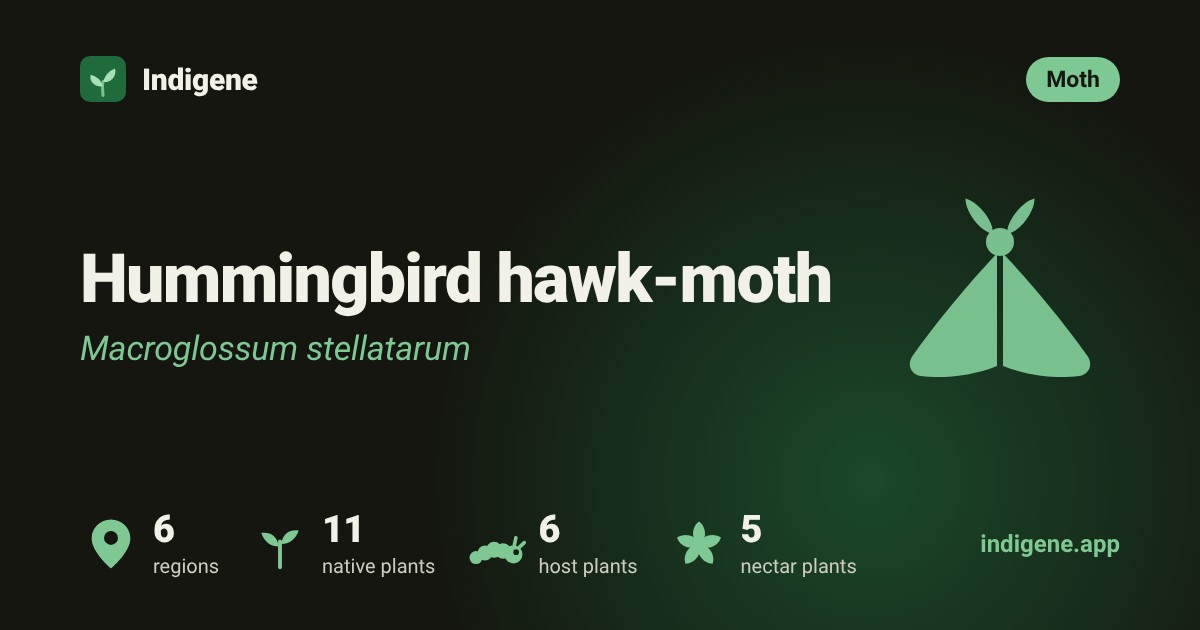 Indigene
Moth
Hummingbird hawk-moth
Macroglossum stellatarum
6
regions
11
native plants
6
host plants
5
nectar plants
indigene.app